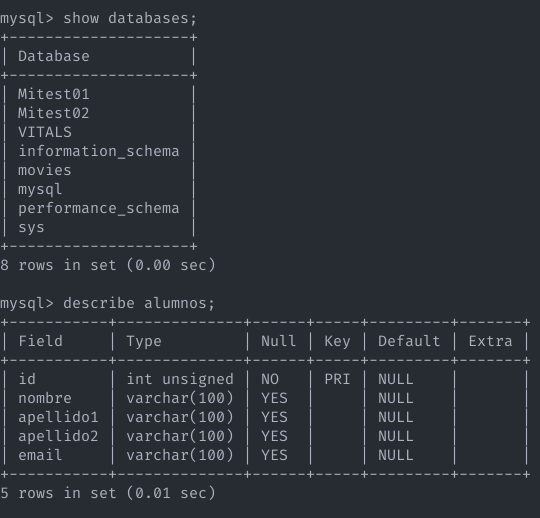 mysql> show databases;
+--------------------+
| Database           |
+--------------------+
| Mitest01           |
| Mitest02           |
| VITALS             |
| information_schema |
| movies             |
| mysql              |
| performance_schema |
| sys                |
+--------------------+
8 rows in set (0.00 sec)

mysql> describe alumnos;
+-----------+--------------+------+-----+---------+-------+
| Field     | Type         | Null | Key | Default | Extra |
+-----------+--------------+------+-----+---------+-------+
| id        | int unsigned | NO   | PRI | NULL    |       |
| nombre    | varchar(100) | YES  |     | NULL    |       |
| apellido1 | varchar(100) | YES  |     | NULL    |       |
| apellido2 | varchar(100) | YES  |     | NULL    |       |
| email     | varchar(100) | YES  |     | NULL    |       |
+-----------+--------------+------+-----+---------+-------+
5 rows in set (0.01 sec)